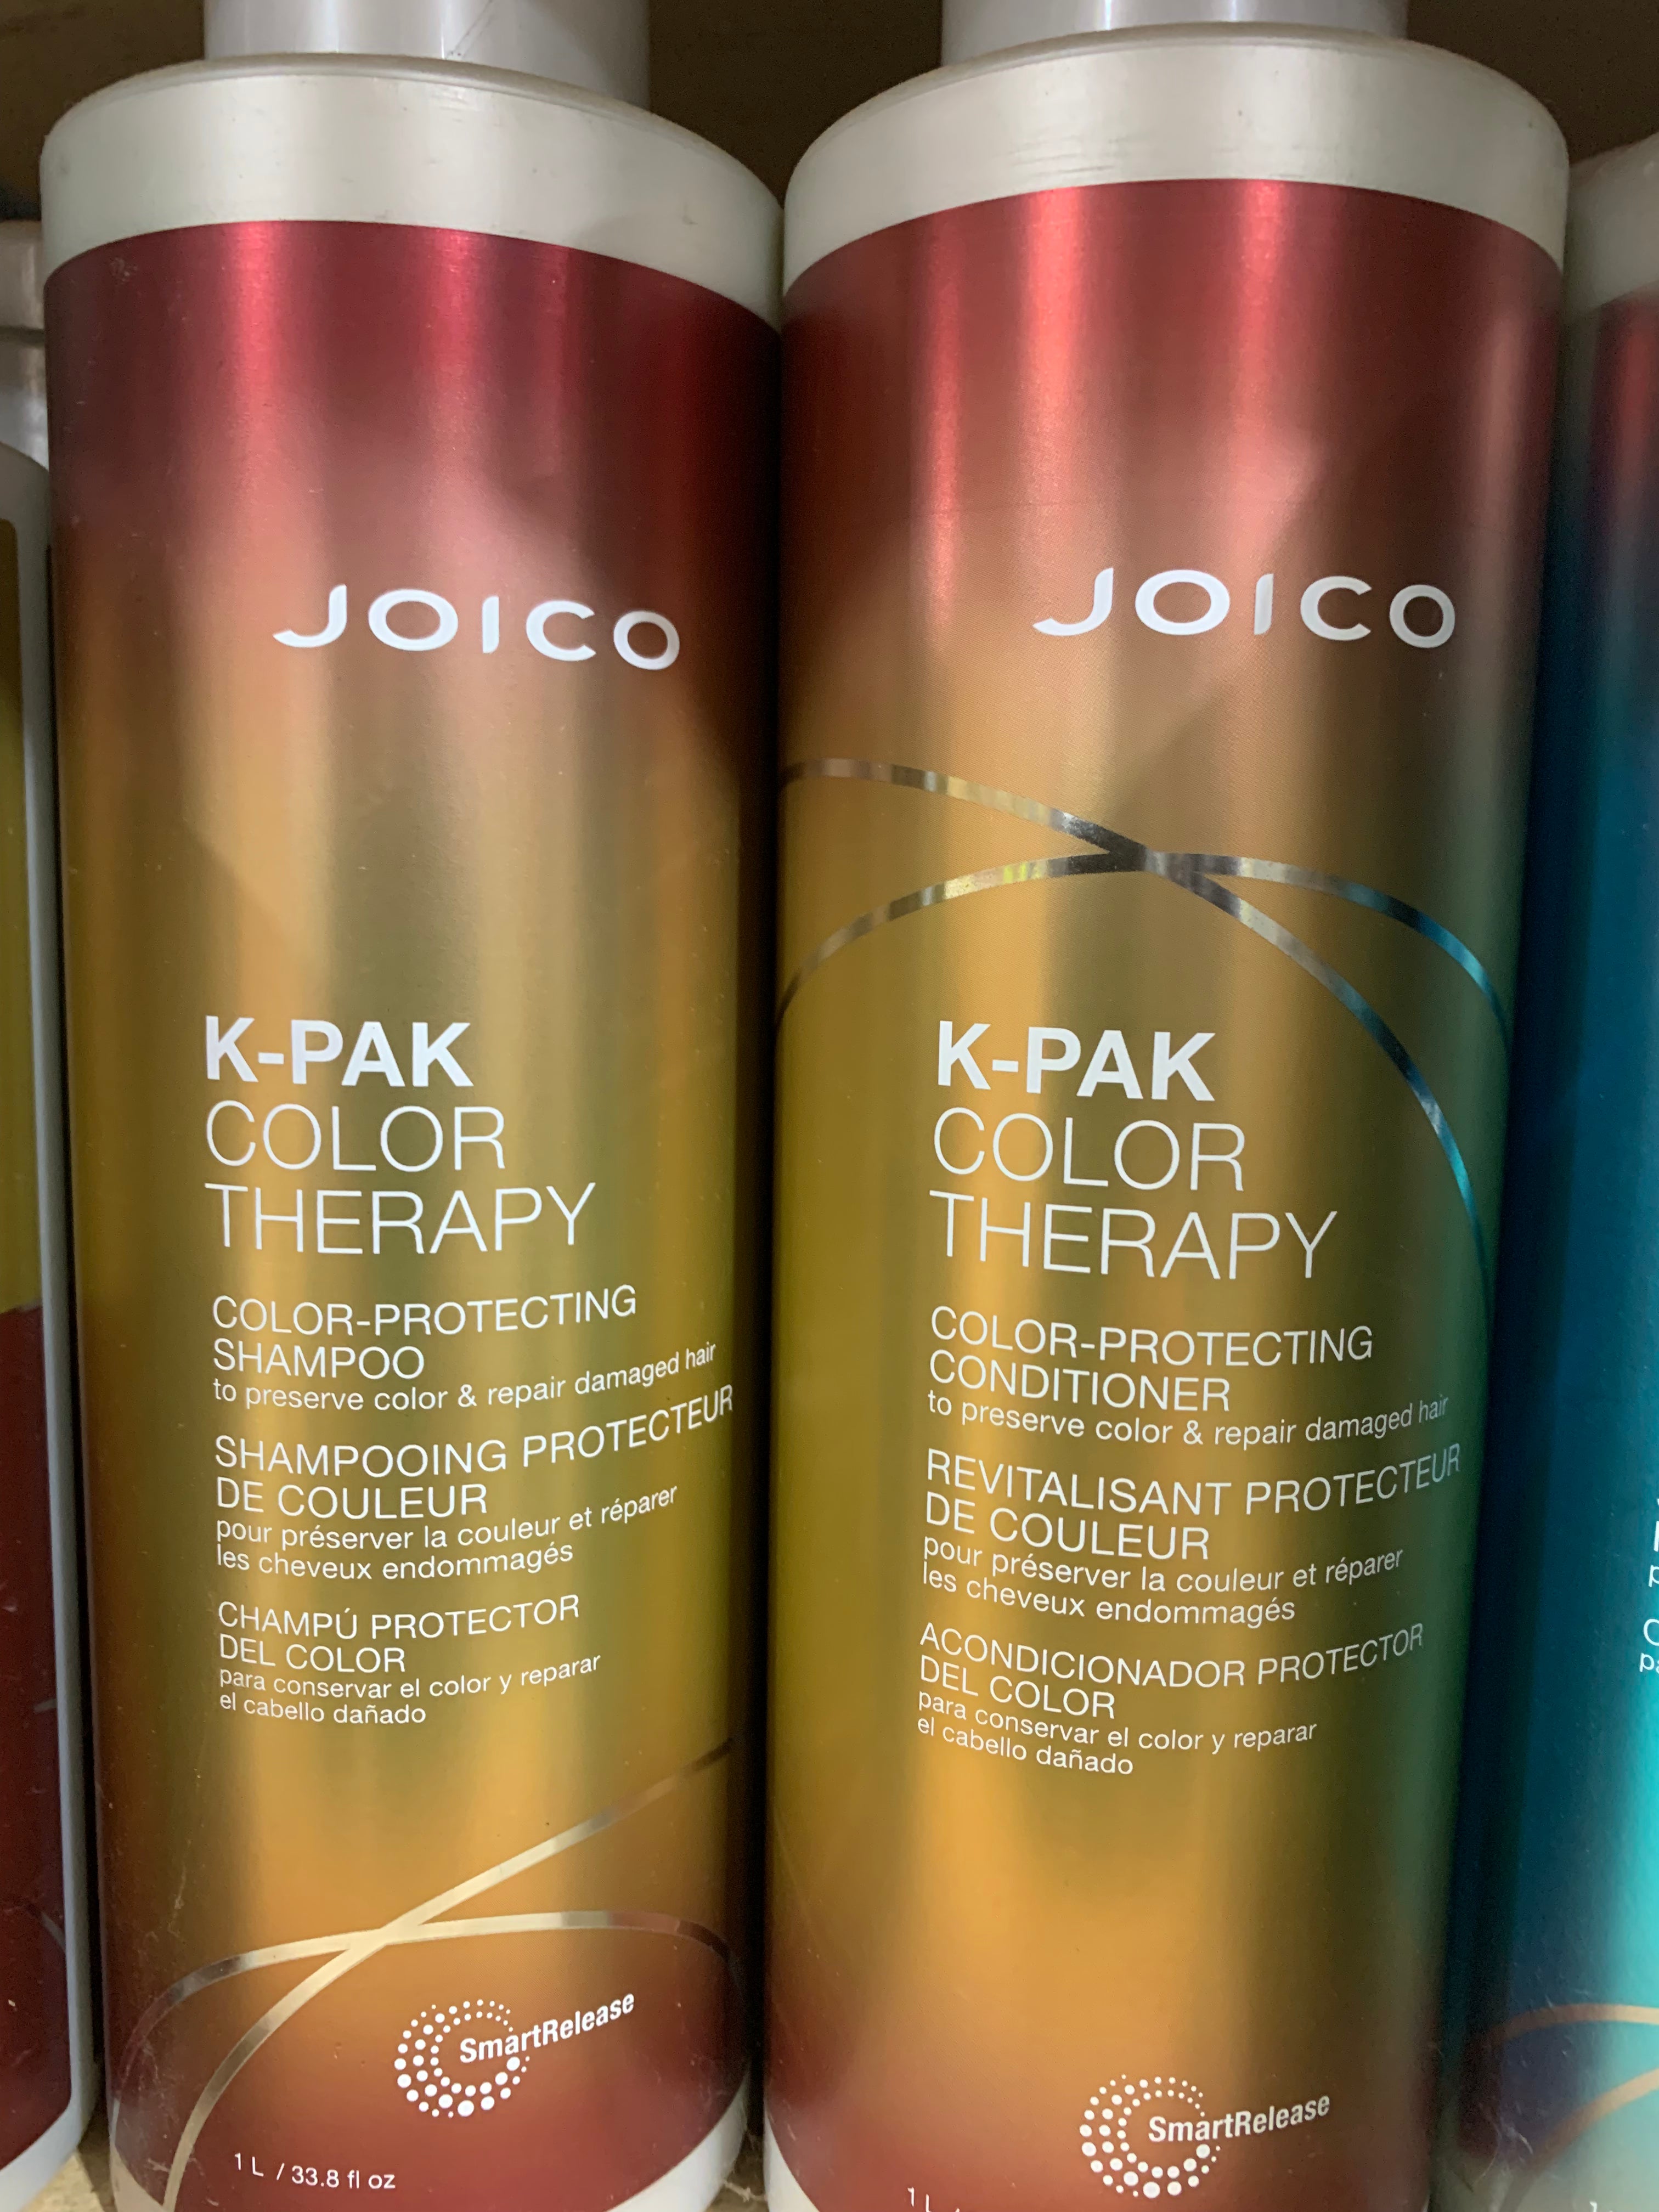 JOICO
K-PAK
COLOR
THERAPY
COLOR-PROTECTING
SHAMPOO
to preserve color & repair damaged hair
SHAMPOOING PROTECTEUR
DE COULEUR
pour préserver la couleur et réparer
les cheveux endommagés
CHAMPÚ PROTECTOR
DEL COLOR
para conservar el color y reparar
el cabello dañado
SmartRelease
1 L / 33.8 fl oz
JOICO
K-PAK
COLOR
THERAPY
COLOR-PROTECTING
CONDITIONER
to preserve color & repair damaged hair
REVITALISANT PROTECTEUR
DE COULEUR
pour préserver la couleur et réparer
les cheveux endommagés
ACONDICIONADOR PROTECTOR
DEL COLOR
para conservar el color y reparar
el cabello dañado
SmartRelease
1 L